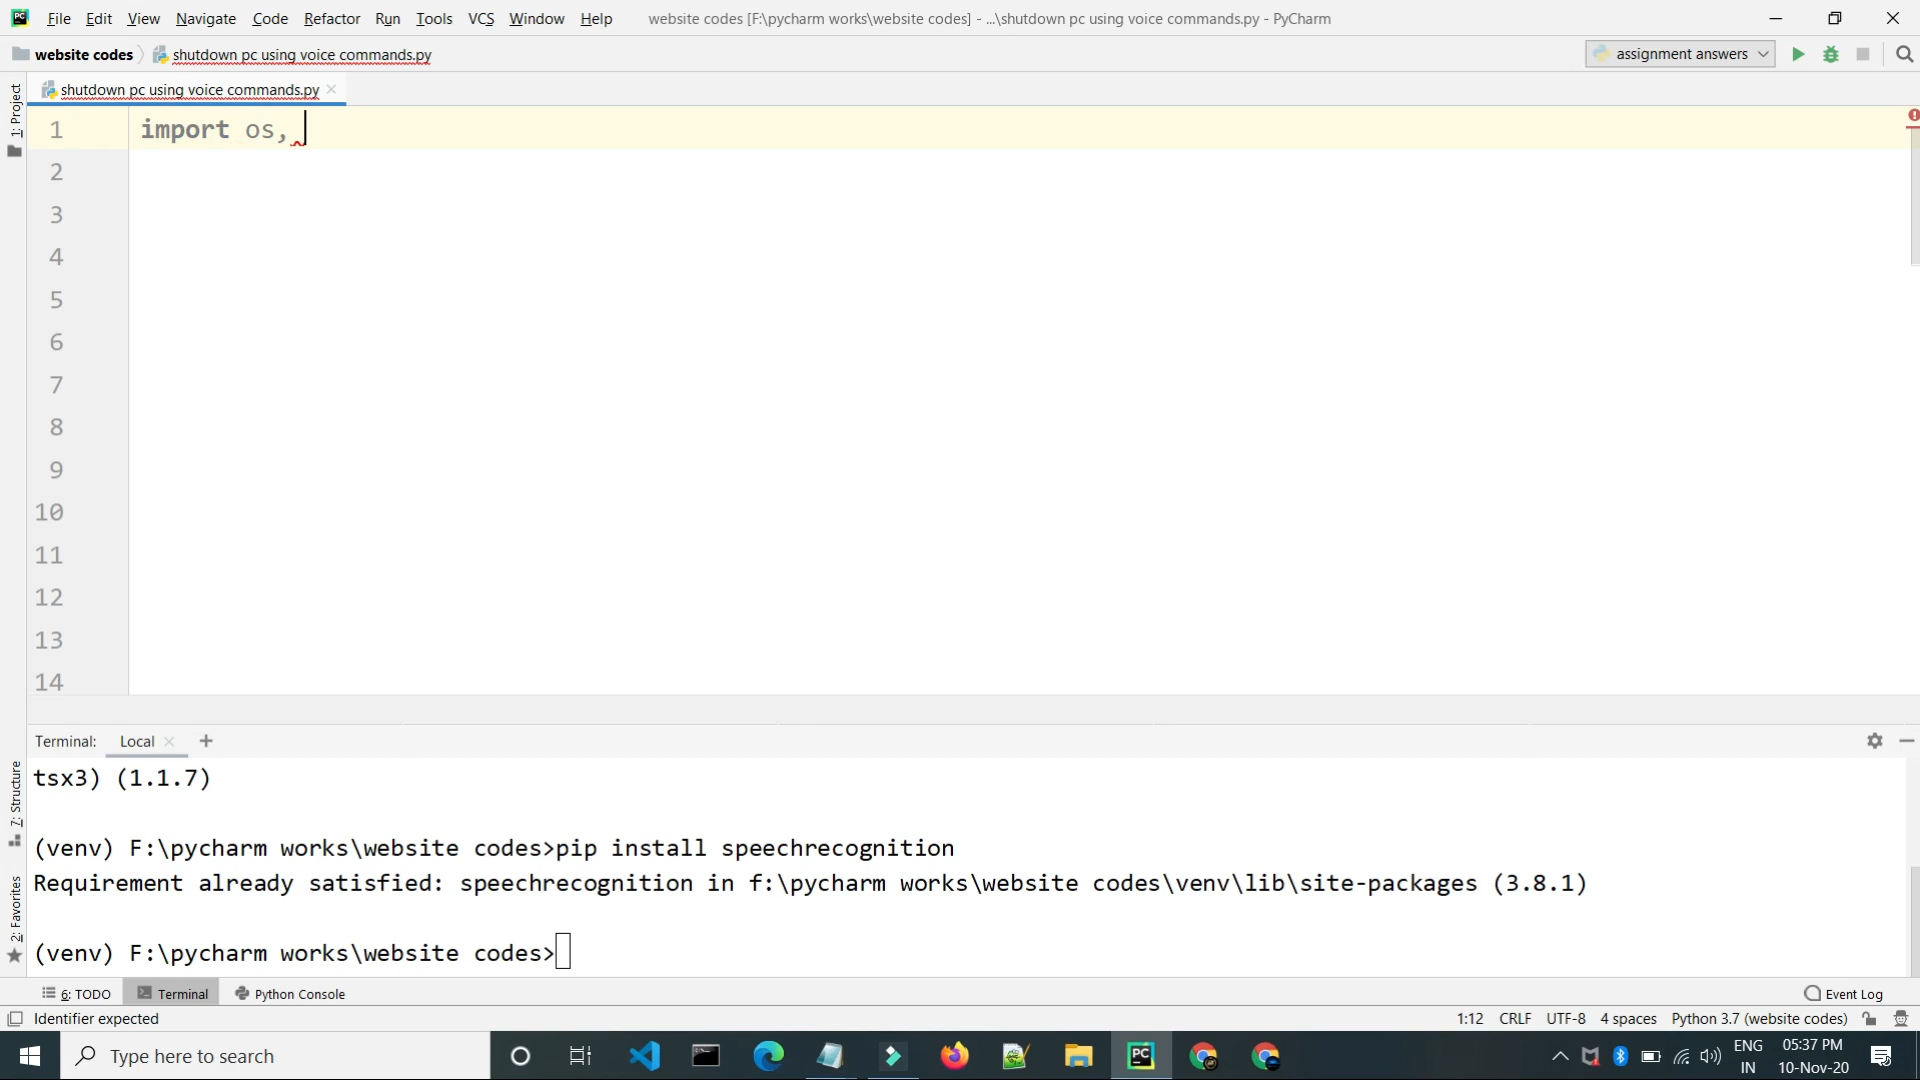 File Edit View Navigate Code Refactor Run Tools VCS Window Help website codes [F:\pycharm works\website codes] - ...\shutdown pc using voice commands.py - PyCharm
website codes shutdown pc using voice commands.py assignment answers
shutdown pc using voice commands.py
1: Project
1 import os,
2
3
4
5
6
7
8
9
10
11
12
13
14
Terminal: Local
tsx3) (1.1.7)
7: Structure
(venv) F:\pycharm works\website codes>pip install speechrecognition
Requirement already satisfied: speechrecognition in f:\pycharm works\website codes\venv\lib\site-packages (3.8.1)
2: Favorites
(venv) F:\pycharm works\website codes>
6: TODO Terminal Python Console Event Log
Identifier expected 1:12 CRLF UTF-8 4 spaces Python 3.7 (website codes)
Type here to search PC ENG 05:37 PM
IN 10-Nov-20